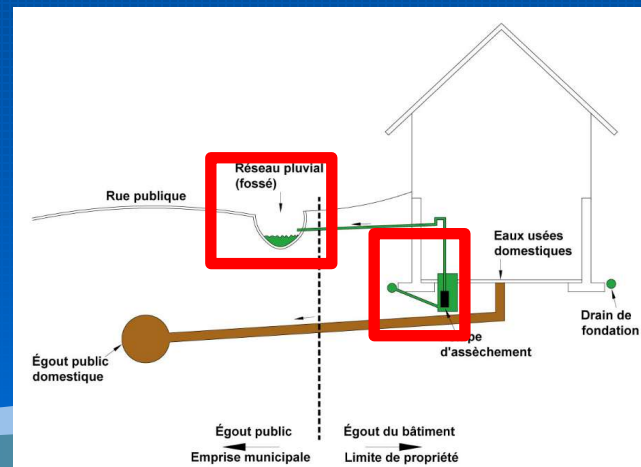 Réseau pluvial
(fossé)
Rue publique
Eaux usées
domestiques
Drain de
fondation
d'assèchement
Égout public
domestique
Égout public
Emprise municipale
Égout du bâtiment
Limite de propriété